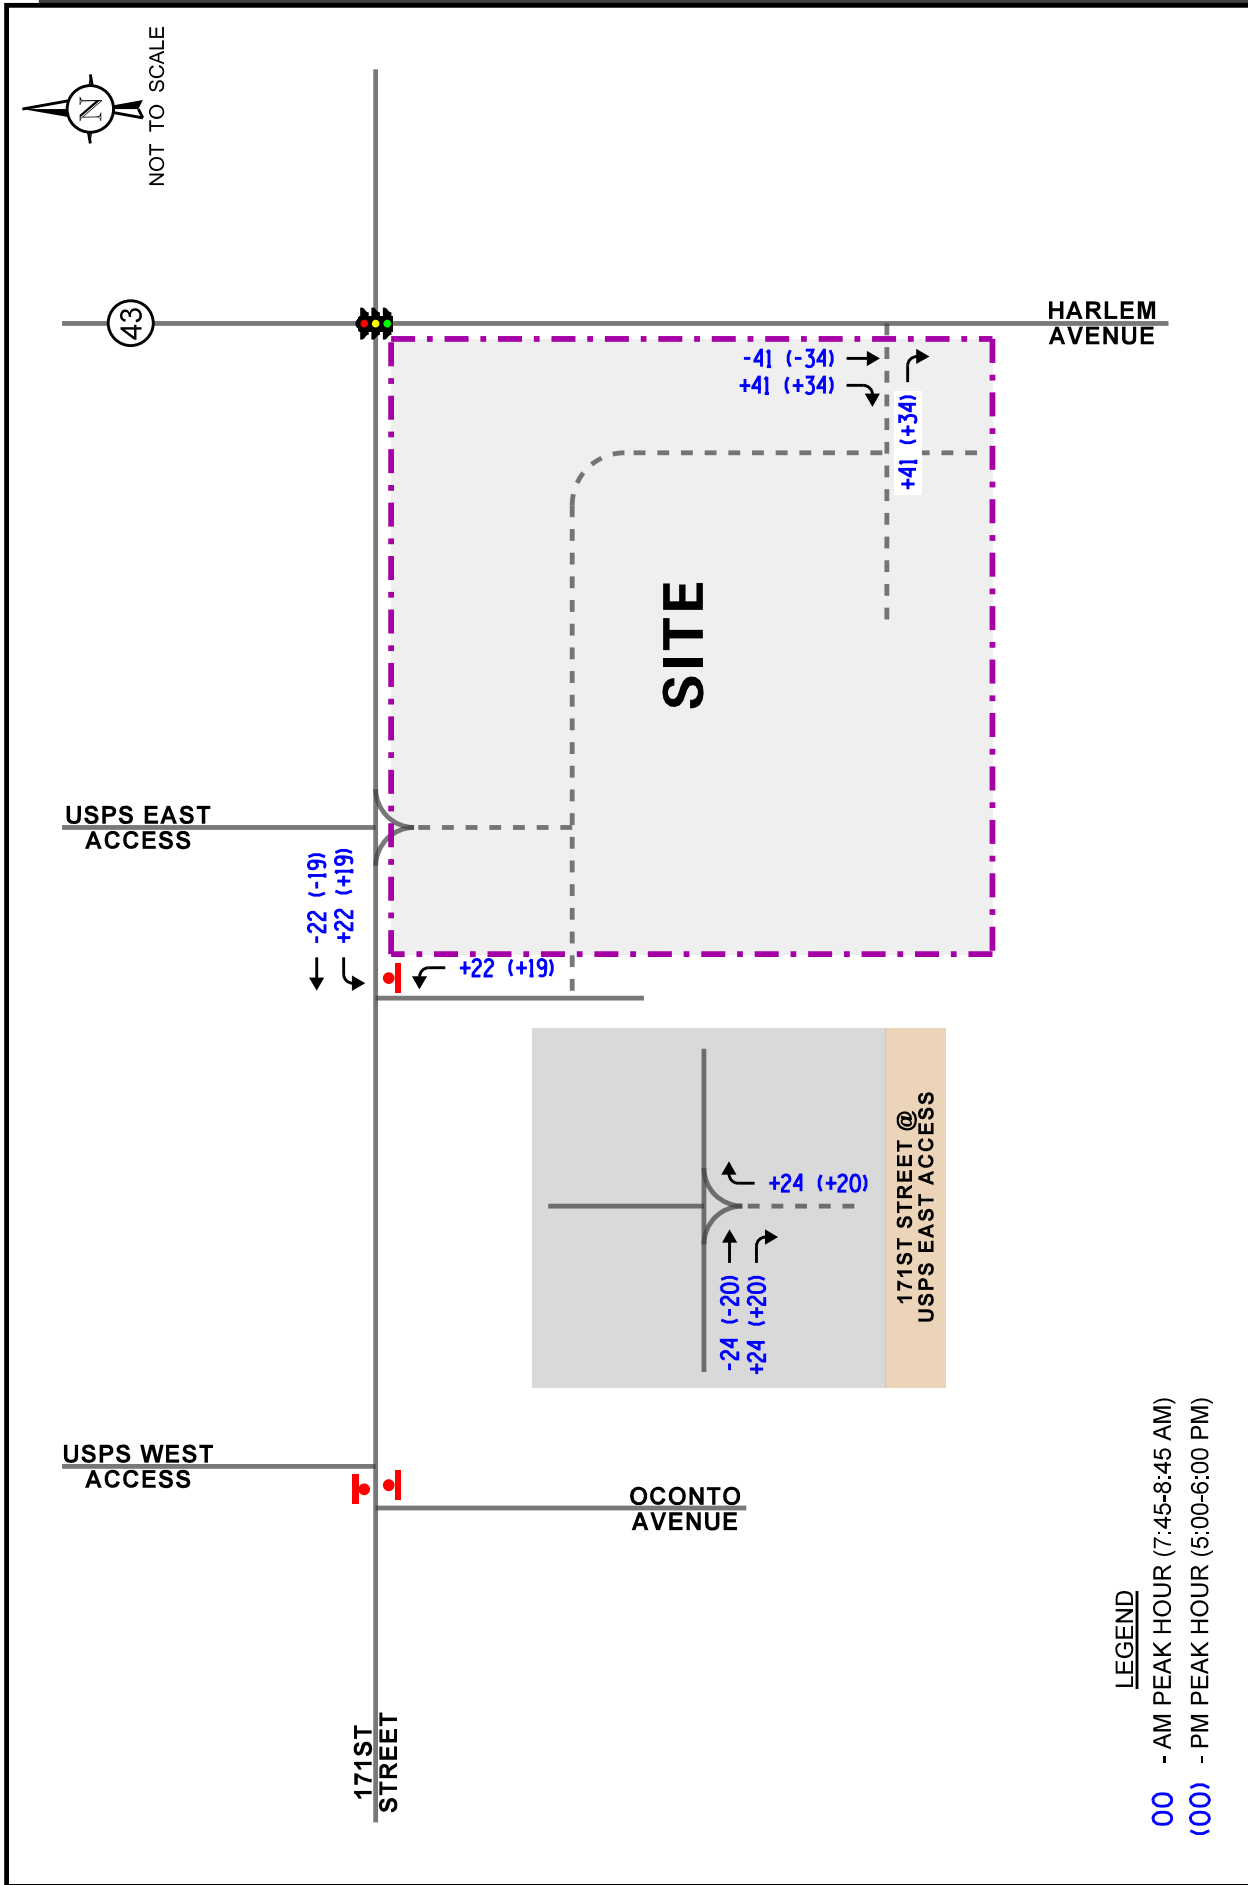 N
NOT TO SCALE
43
HARLEM
AVENUE
-41 (-34)
+41 (+34)
+41 (+34)
SITE
USPS EAST
ACCESS
-22 (-19)
+22 (+19)
+22 (+19)
+24 (+20)
-24 (-20)
+24 (+20)
171ST STREET @
USPS EAST ACCESS
USPS WEST
ACCESS
OCONTO
AVENUE
171ST
STREET
LEGEND
00 - AM PEAK HOUR (7:45-8:45 AM)
(00) - PM PEAK HOUR (5:00-6:00 PM)